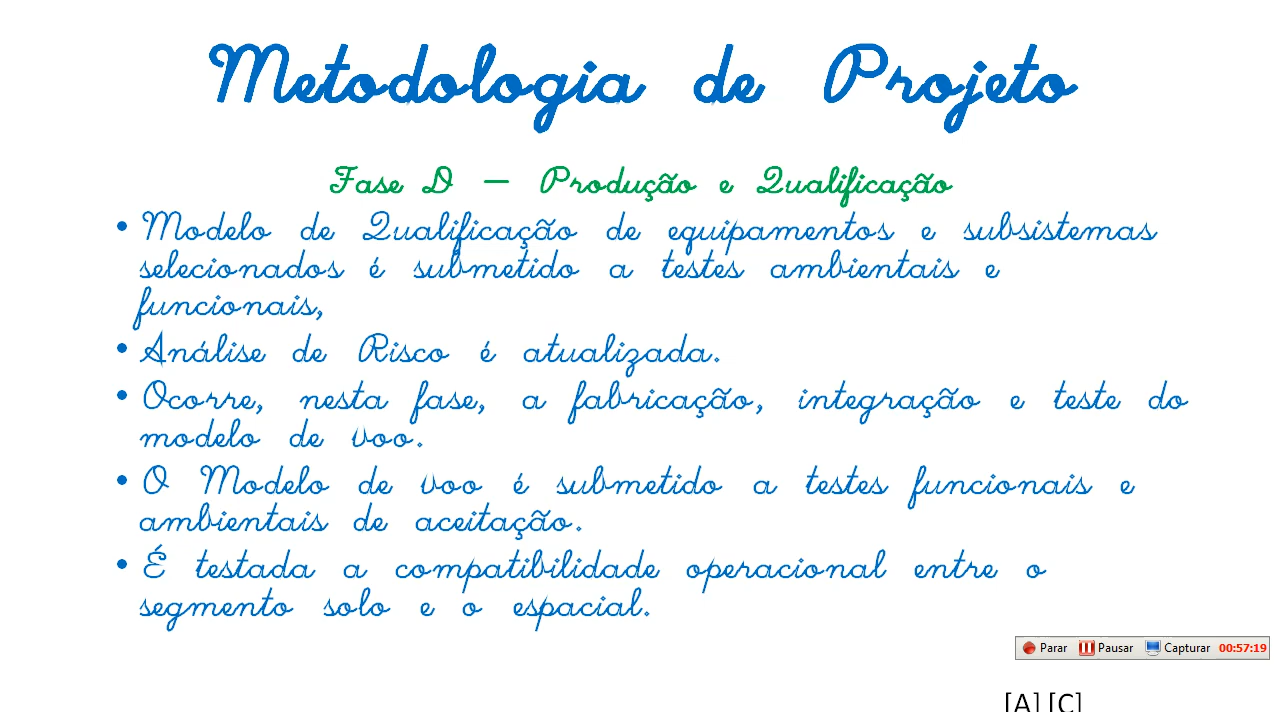 Metodologia de Projeto
Fase D – Produção e Qualificação
• Modelo de Qualificação de equipamentos e subsistemas
selecionados é submetido a testes ambientais e
funcionais,
• Análise de Risco é atualizada.
• Ocorre, nesta fase, a fabricação, integração e teste do
modelo de voo.
• O Modelo de voo é submetido a testes funcionais e
ambientais de aceitação.
• É testada a compatibilidade operacional entre o
segmento solo e o espacial.
Parar Pausar Capturar 00:57:19
[A][C]